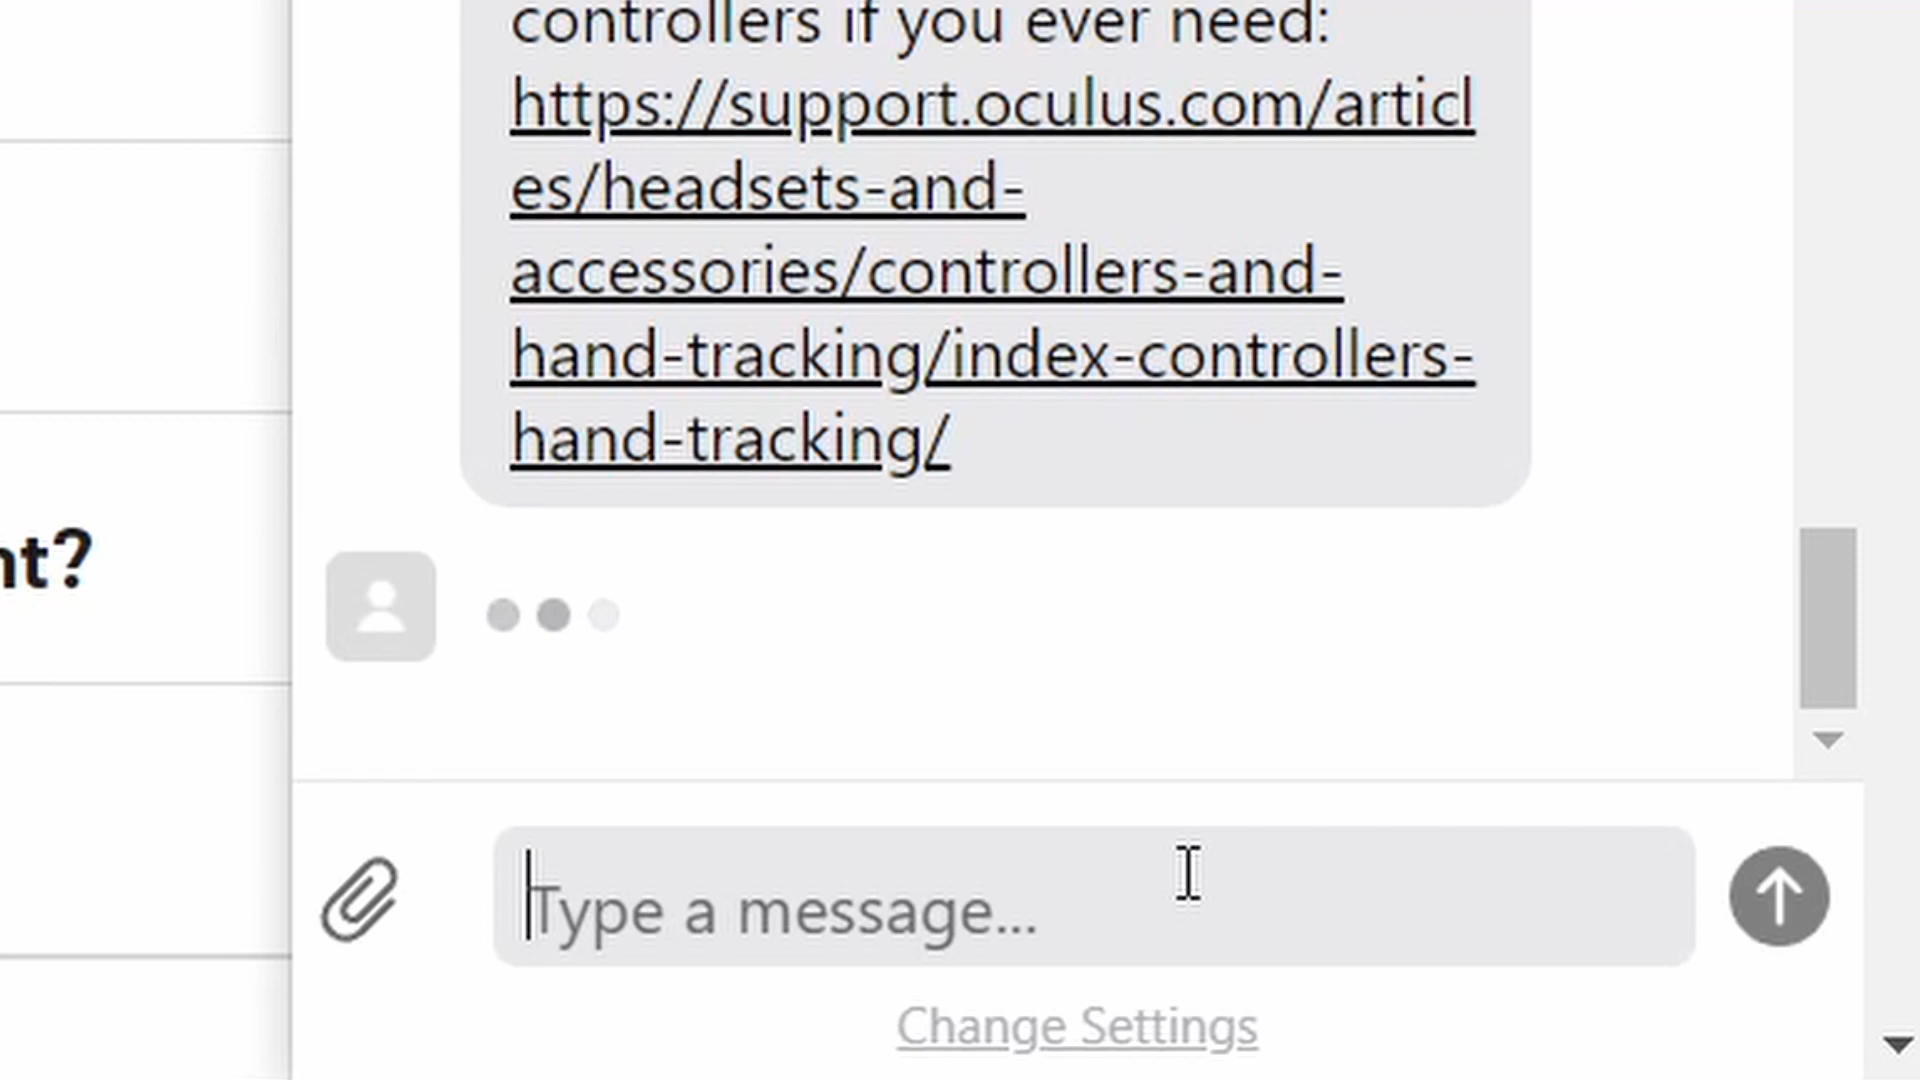 controllers if you ever need:
https://support.oculus.com/articl
es/headsets-and-
accessories/controllers-and-
hand-tracking/index-controllers-
hand-tracking/
nt?
Type a message...
Change Settings